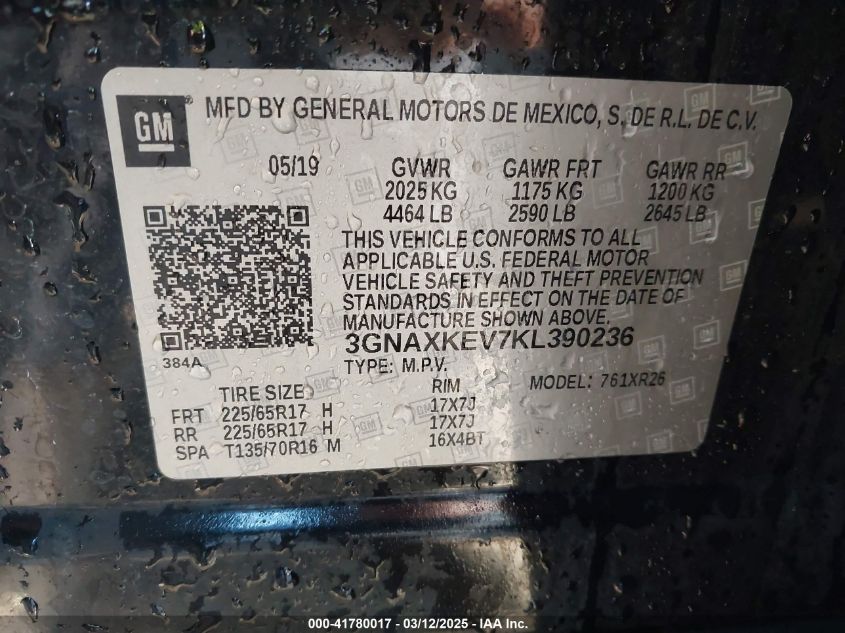 GM
MFD BY GENERAL MOTORS DE MEXICO, S. DE R.L. DE C.V.
05/19 GVWR GAWR FRT GAWR RR
2025 KG 1175 KG 1200 KG
4464 LB 2590 LB 2645 LB
THIS VEHICLE CONFORMS TO ALL
APPLICABLE U.S. FEDERAL MOTOR
VEHICLE SAFETY AND THEFT PREVENTION
STANDARDS IN EFFECT ON THE DATE OF
MANUFACTURE SHOWN ABOVE.
3GNAXKEV7KL390236
384A
TYPE: M.P.V. MODEL: 761XR26
TIRE SIZE RIM
FRT 225/65R17 H 17X7J
RR 225/65R17 H 17X7J
SPA T135/70R16 M 16X4BT
000-41780017 - 03/12/2025 - IAA Inc.